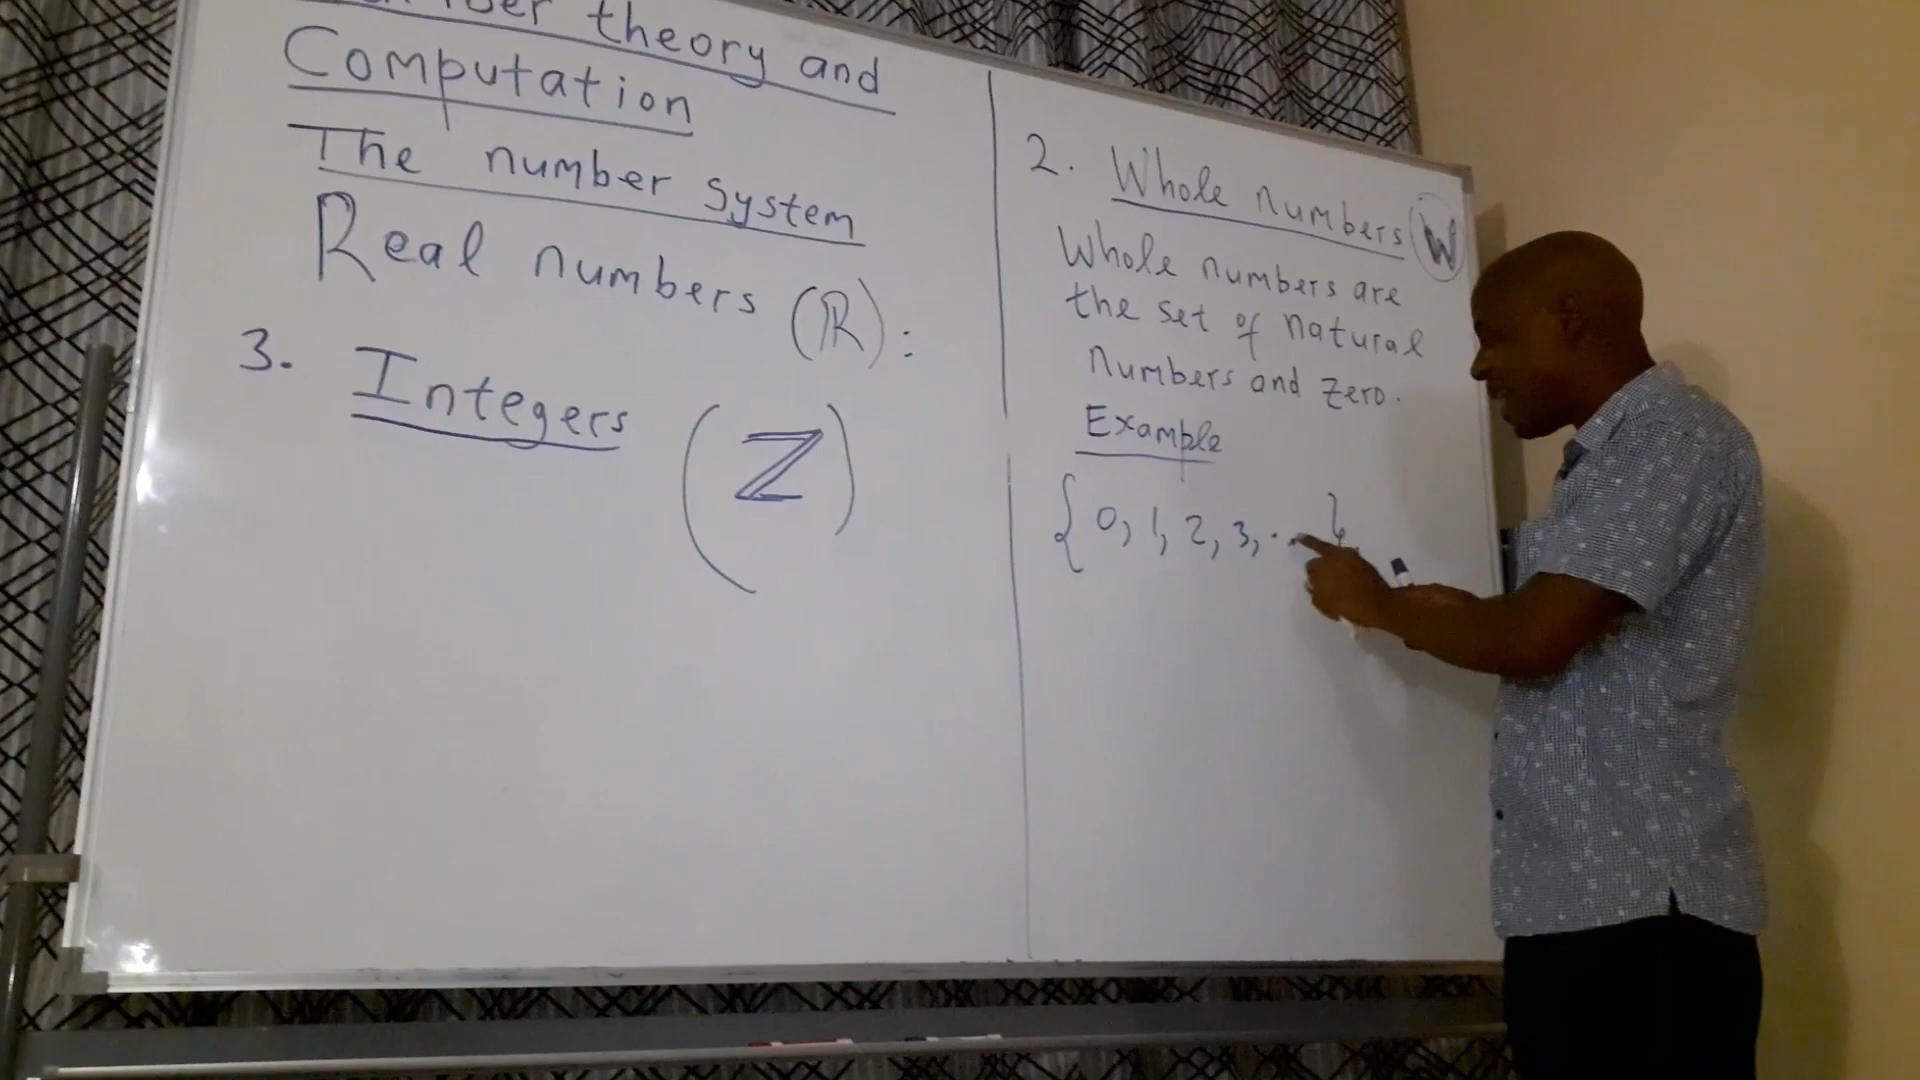 theory and
Computation
The number System
Real numbers (ℝ):
3. Integers (ℤ)
2. Whole numbers W
Whole numbers are
the set of natural
Numbers and Zero.
Example
{0, 1, 2, 3, ... }